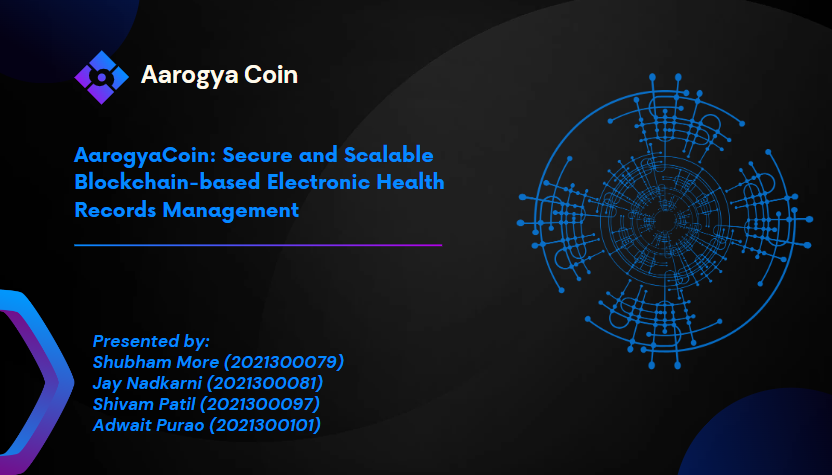 Aarogya Coin
AarogyaCoin: Secure and Scalable
Blockchain-based Electronic Health
Records Management
Presented by:
Shubham More (2021300079)
Jay Nadkarni (2021300081)
Shivam Patil (2021300097)
Adwait Purao (2021300101)